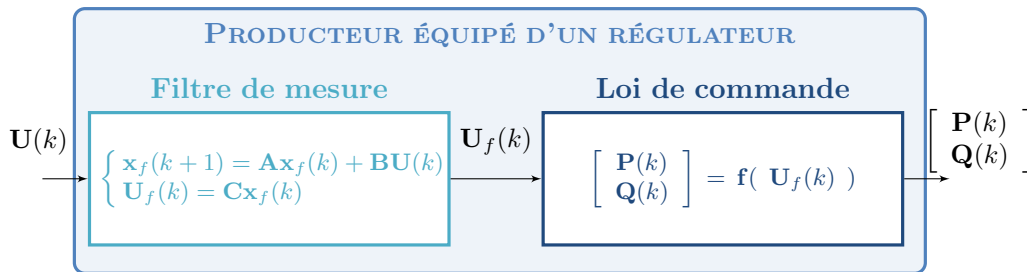 PRODUCTEUR ÉQUIPÉ D'UN RÉGULATEUR
Filtre de mesure
Loi de commande
U(k)
{ x_f(k+1) = Ax_f(k) + BU(k)
U_f(k) = Cx_f(k)
U_f(k)
[ P(k)
Q(k) ] = f( U_f(k) )
[ P(k)
Q(k) ]